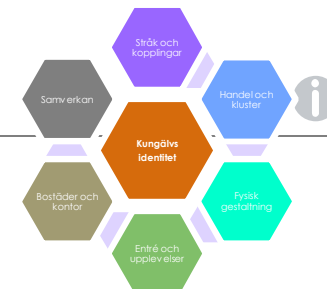 Stråk och
kopplingar
Samverkan
Handel och
kluster
i
Kungälvs
identitet
Bostäder och
kontor
Fysisk
gestaltning
Entré och
upplevelser